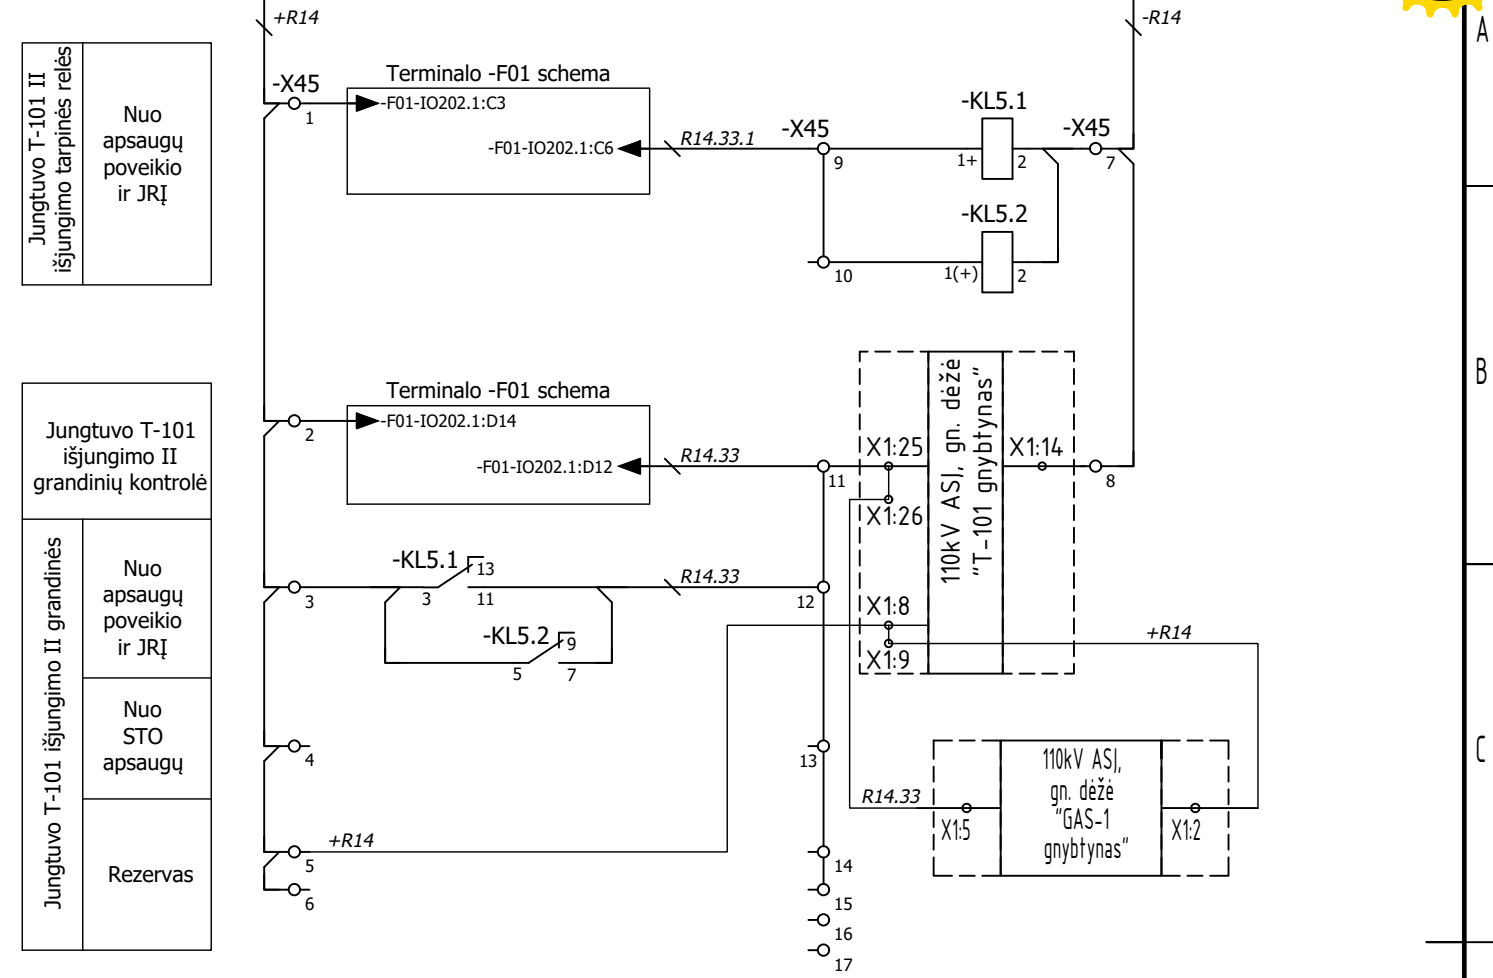 +R14
-R14
A
Jungtuvo T-101 II
išjungimo tarpinės relės
Nuo
apsaugų
poveikio
ir JRĮ
-X45
1
Terminalo -F01 schema
-F01-IO202.1:C3
-F01-IO202.1:C6
R14.33.1
-X45
9
-KL5.1
1+
2
-X45
7
-KL5.2
10
1(+)
2
B
Jungtuvo T-101
išjungimo II
grandinių kontrolė
2
Terminalo -F01 schema
-F01-IO202.1:D14
-F01-IO202.1:D12
R14.33
11
X1:25
X1:26
110kV ASĮ, gn. dėžė
"T-101 gnybtynas"
X1:14
8
Jungtuvo T-101 išjungimo II grandinės
Nuo
apsaugų
poveikio
ir JRĮ
3
-KL5.1
13
3
11
R14.33
12
-KL5.2
9
5
7
X1:8
X1:9
+R14
Nuo
STO
apsaugų
4
13
C
R14.33
X1:5
110kV ASĮ,
gn. dėžė
"GAS-1
gnybtynas"
X1:2
Rezervas
+R14
5
6
14
15
16
17